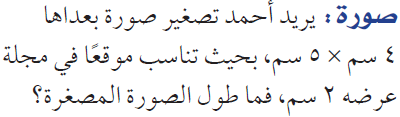 صورة: يريد أحمد تصغير صورة بعداها
٤ سم × ٥ سم، بحيث تناسب موقعًا في مجلة
عرضه ٢ سم، فما طول الصورة المصغرة؟